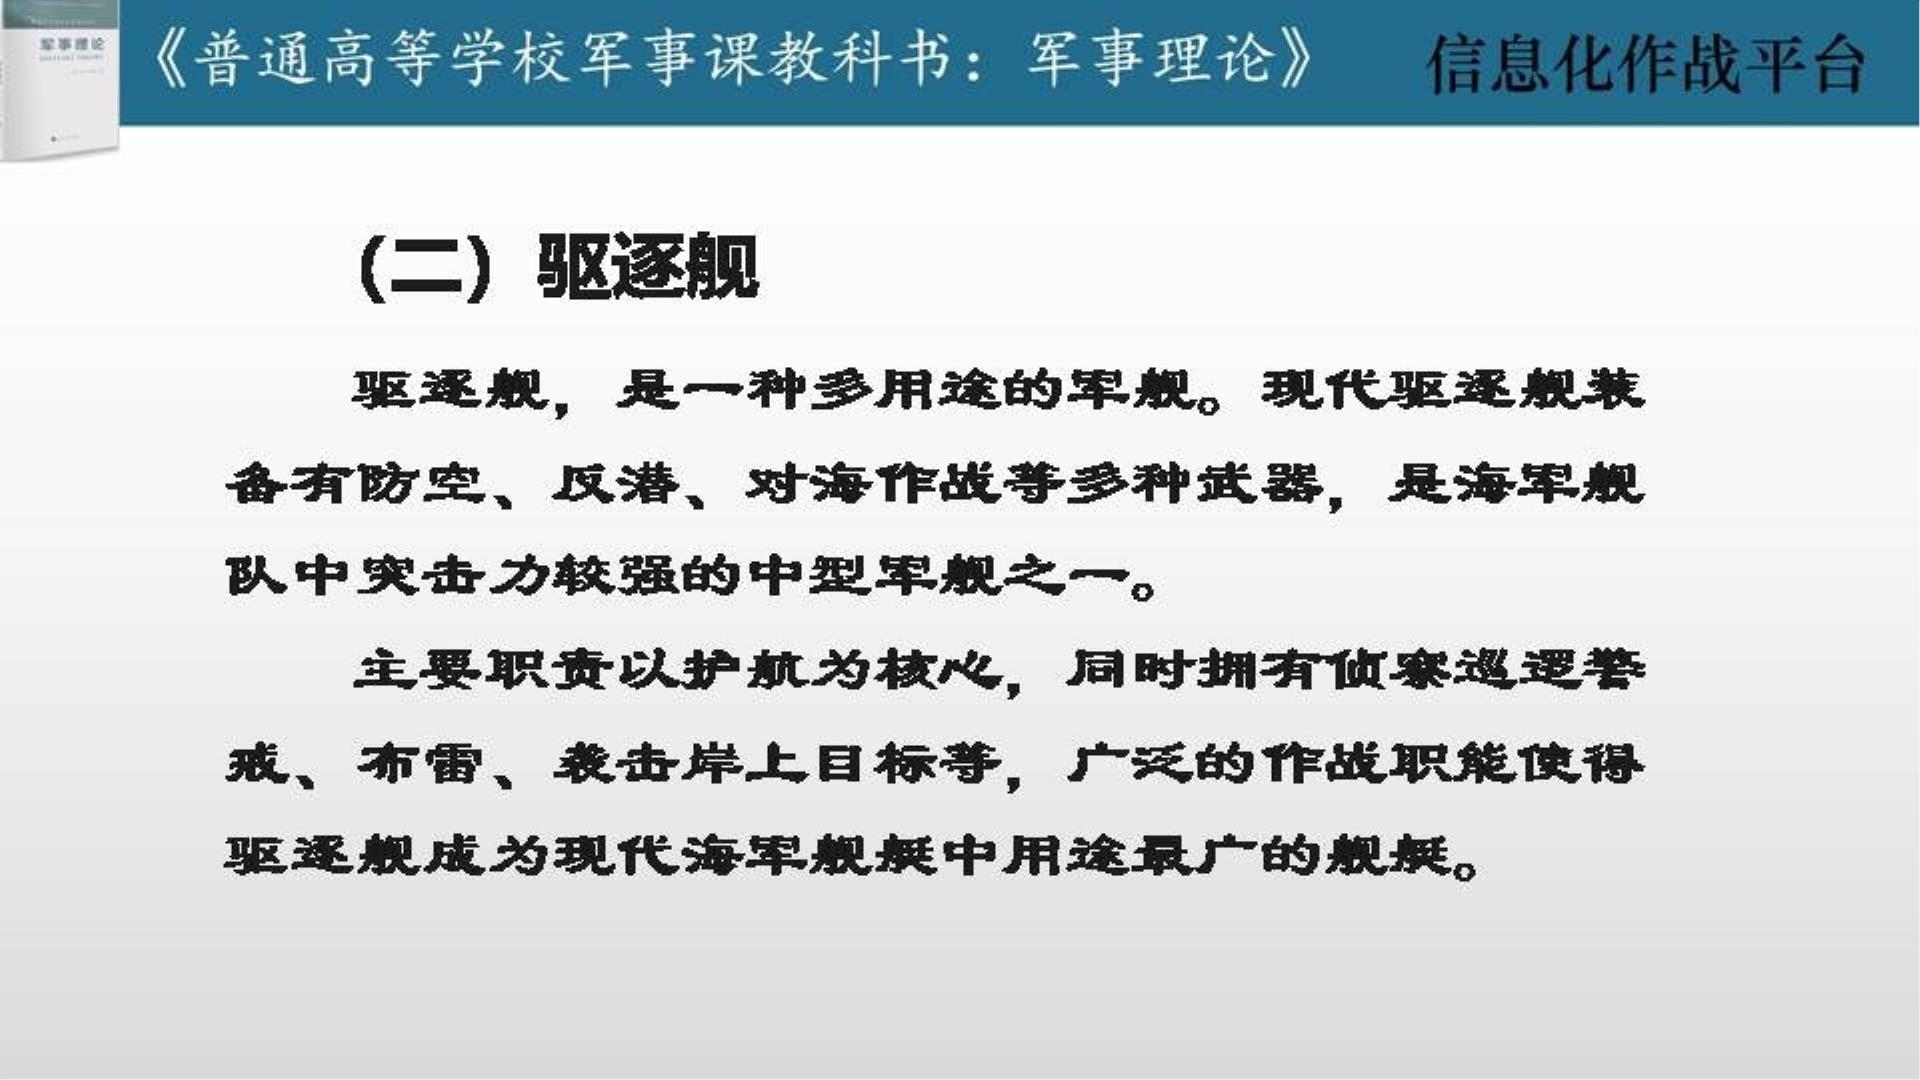 军事理论
《普通高等学校军事课教科书：军事理论》
信息化作战平台
（二）驱逐舰
驱逐舰，是一种多用途的军舰。现代驱逐舰装
备有防空、反潜、对海作战等多种武器，是海军舰
队中突击力较强的中型军舰之一。
主要职责以护航为核心，同时拥有侦察巡逻警
戒、布雷、袭击岸上目标等，广泛的作战职能使得
驱逐舰成为现代海军舰艇中用途最广的舰艇。